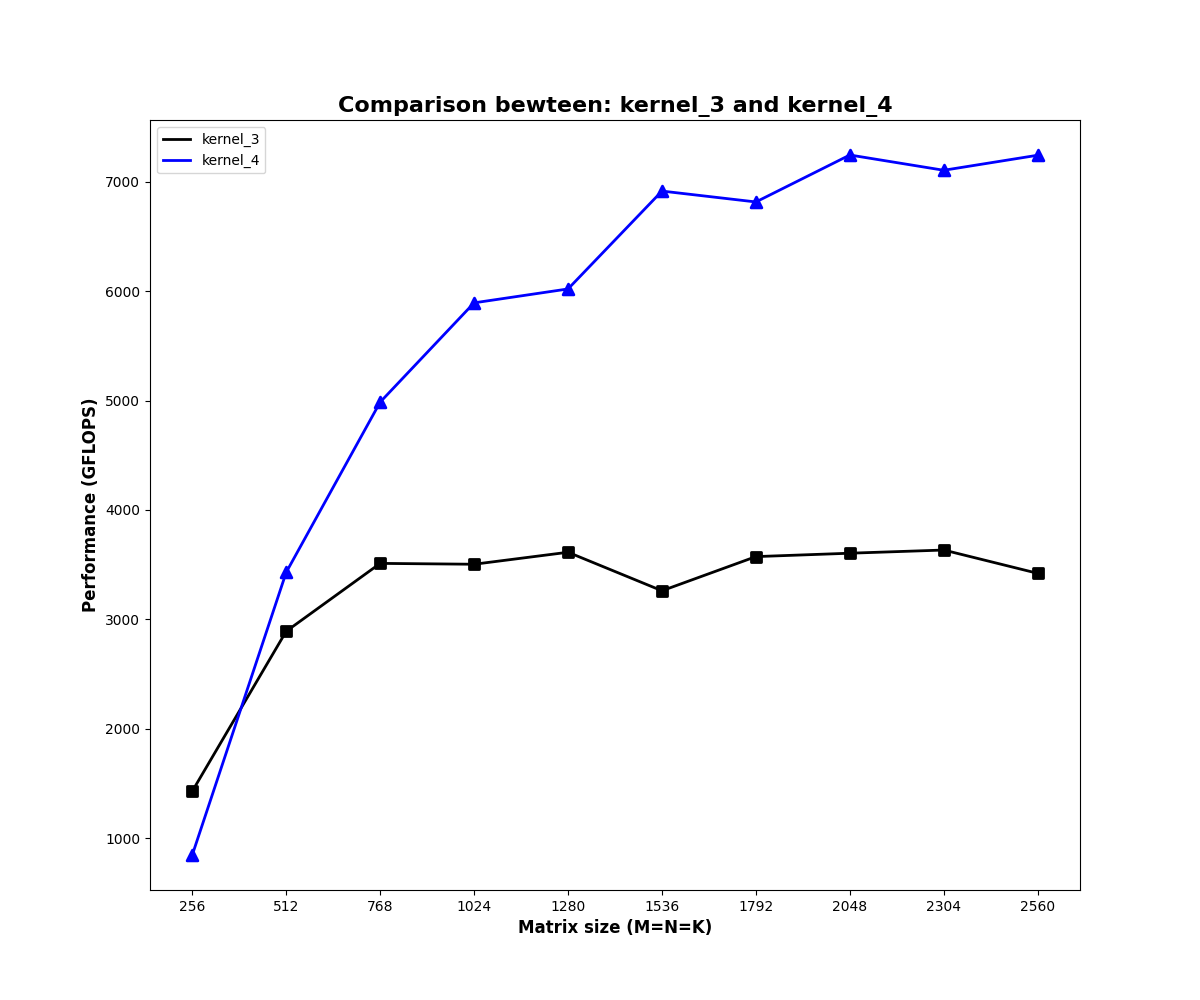 Comparison bewteen: kernel_3 and kernel_4
kernel_3
kernel_4
Performance (GFLOPS)
7000
6000
5000
4000
3000
2000
1000
256 512 768 1024 1280 1536 1792 2048 2304 2560
Matrix size (M=N=K)